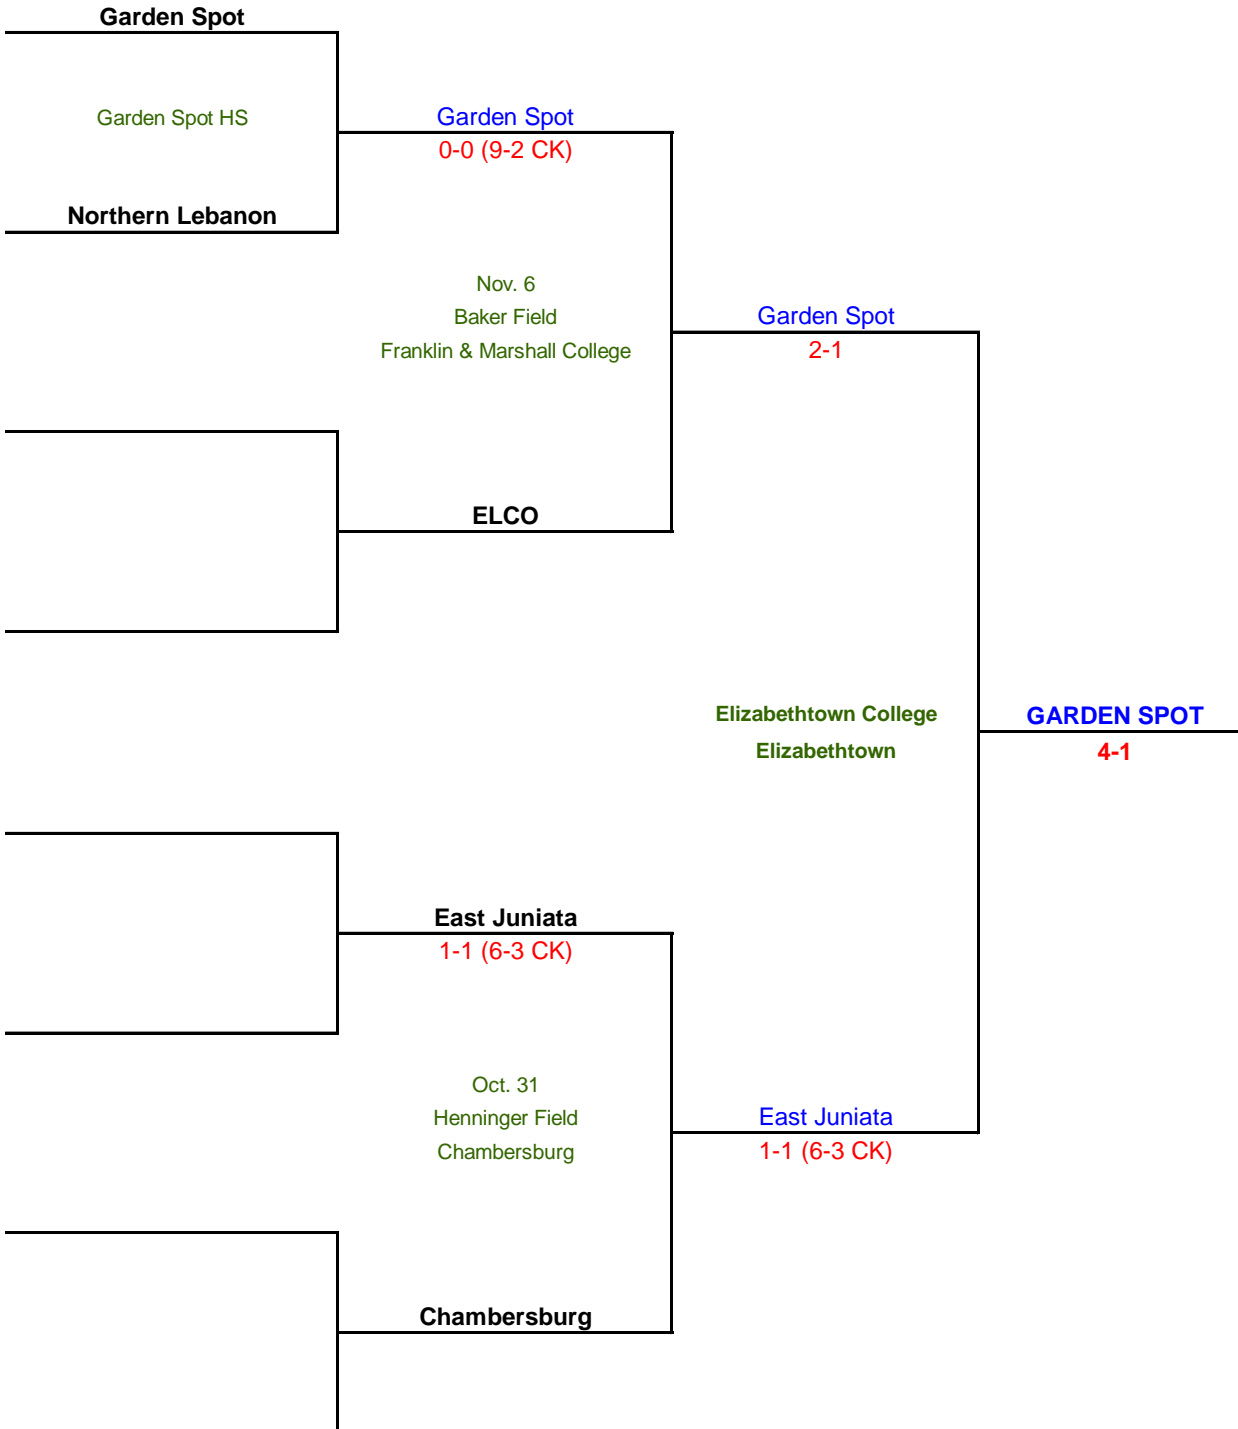 Garden Spot
Garden Spot HS
Garden Spot
0-0 (9-2 CK)
Northern Lebanon
Nov. 6
Baker Field
Franklin & Marshall College
Garden Spot
2-1
ELCO
Elizabethtown College
Elizabethtown
GARDEN SPOT
4-1
East Juniata
1-1 (6-3 CK)
Oct. 31
Henninger Field
Chambersburg
East Juniata
1-1 (6-3 CK)
Chambersburg